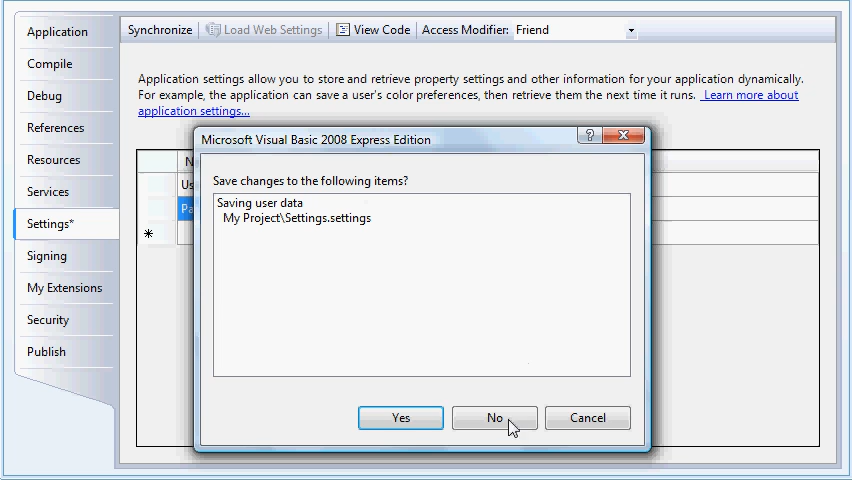 Application
Compile
Debug
References
Resources
Services
Settings*
Signing
My Extensions
Security
Publish
Synchronize Load Web Settings View Code Access Modifier: Friend
Application settings allow you to store and retrieve property settings and other information for your application dynamically.
For example, the application can save a user's color preferences, then retrieve them the next time it runs. Learn more about
application settings...
Microsoft Visual Basic 2008 Express Edition
Save changes to the following items?
Saving user data
My Project\Settings.settings
Yes No Cancel